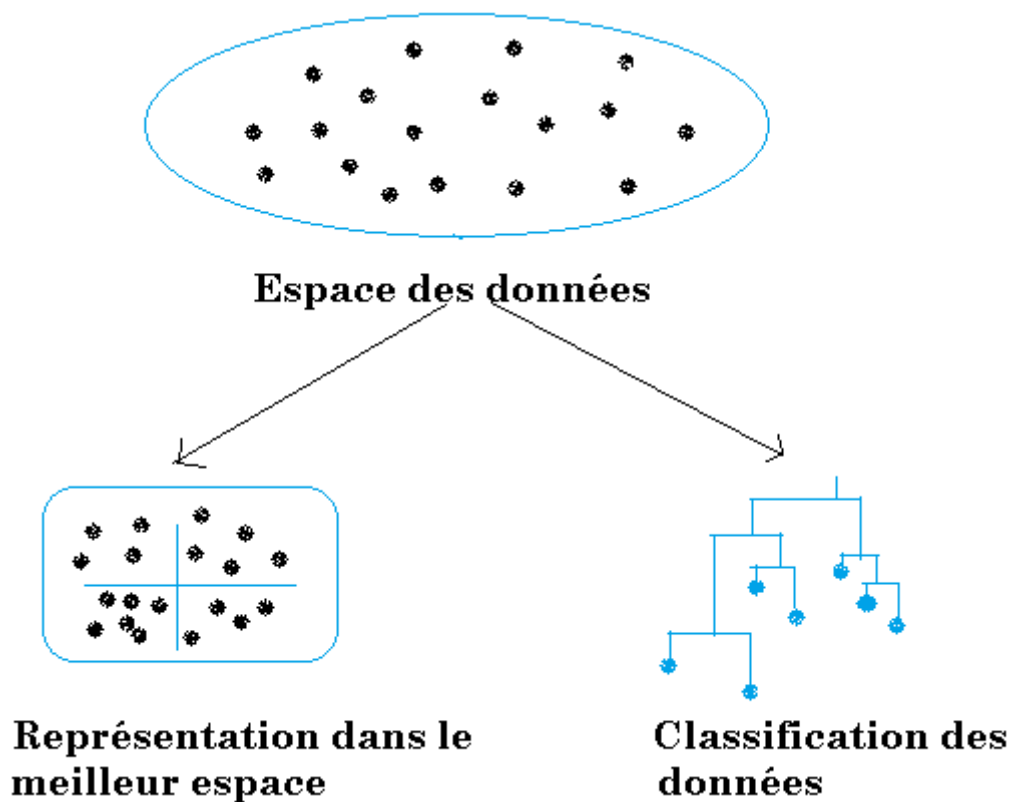 Espace des données
Représentation dans le
meilleur espace
Classification des
données